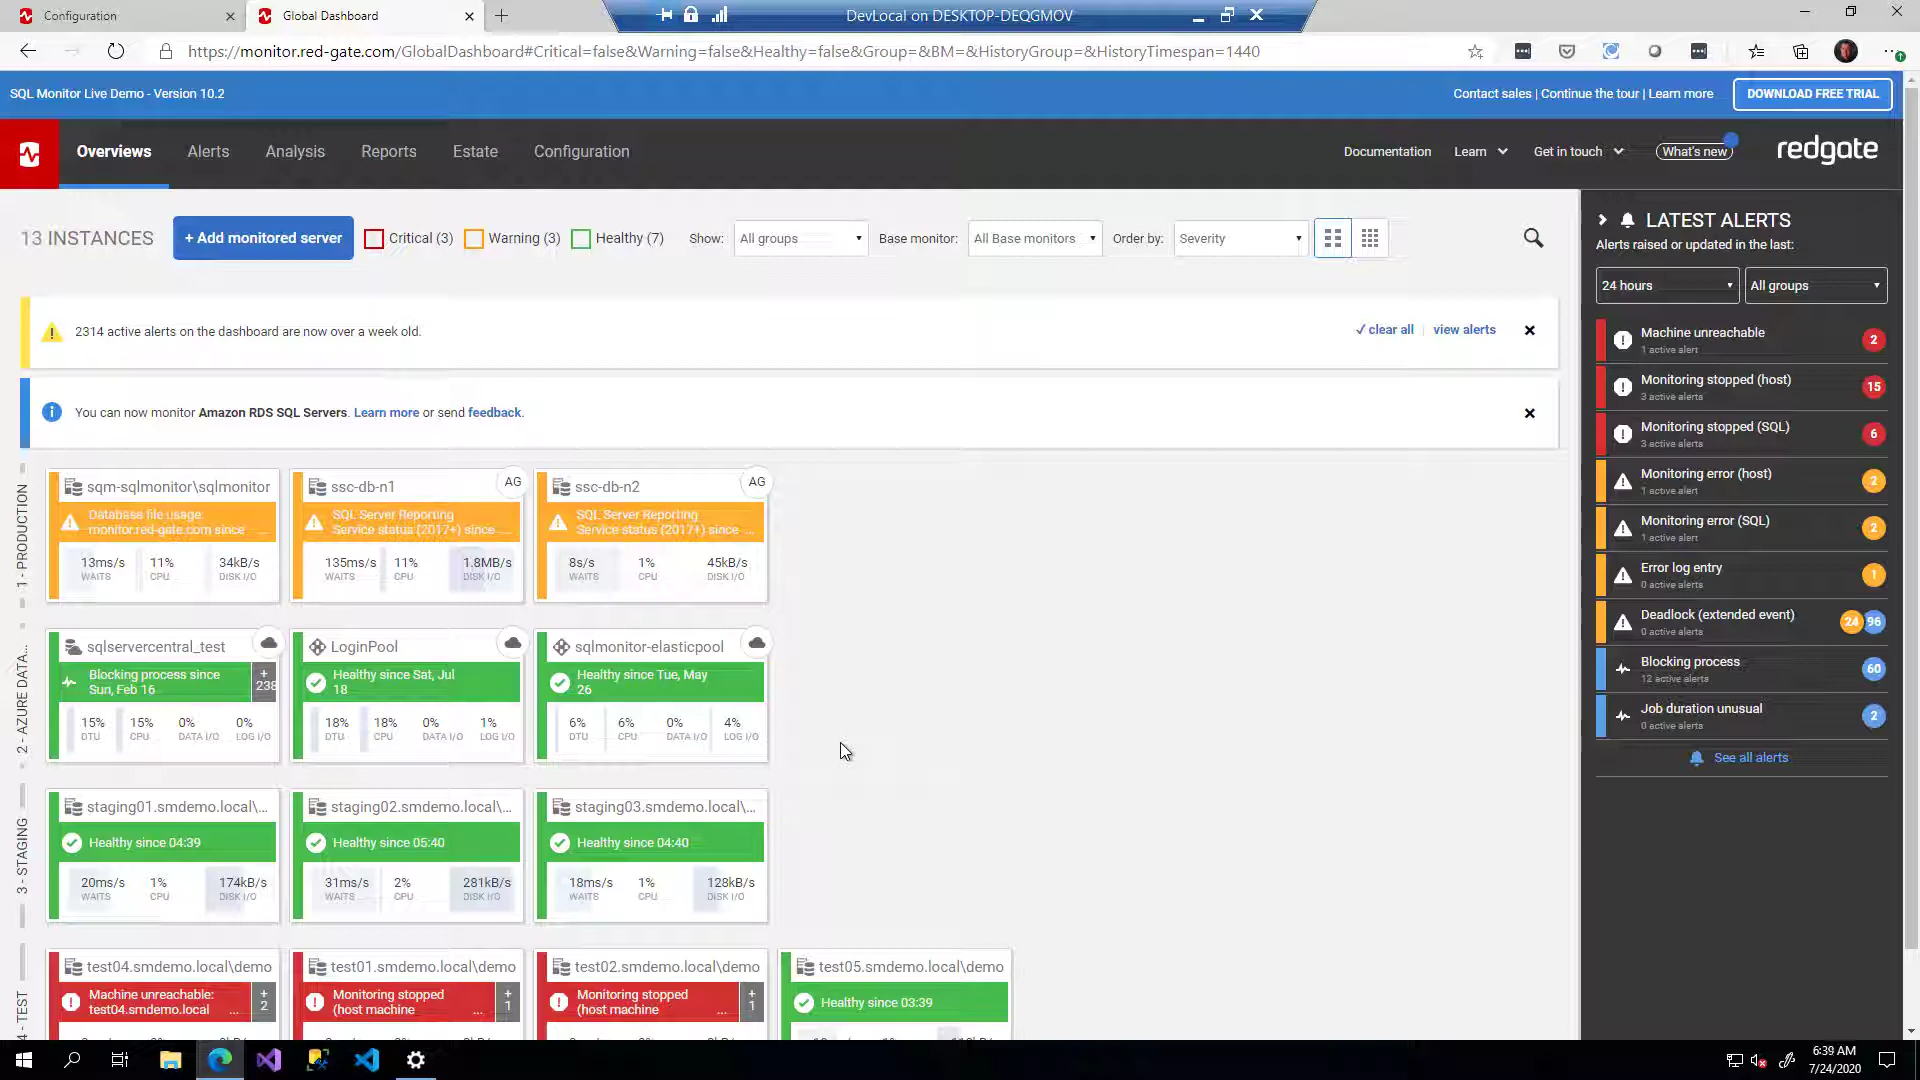 Configuration
Global Dashboard
DevLocal on DESKTOP-DEQGMOV
https://monitor.red-gate.com/GlobalDashboard#Critical=false&Warning=false&Healthy=false&Group=&BM=&HistoryGroup=&HistoryTimespan=1440
SQL Monitor Live Demo - Version 10.2
Contact sales | Continue the tour | Learn more
DOWNLOAD FREE TRIAL
Overviews
Alerts
Analysis
Reports
Estate
Configuration
Documentation
Learn
Get in touch
What's new
redgate
13 INSTANCES
+ Add monitored server
Critical (3)
Warning (3)
Healthy (7)
Show:
All groups
Base monitor:
All Base monitors
Order by:
Severity
2314 active alerts on the dashboard are now over a week old.
✓ clear all
view alerts
You can now monitor Amazon RDS SQL Servers. Learn more or send feedback.
1 - PRODUCTION
sqm-sqlmonitor\sqlmonitor
Database file usage:
monitor.red-gate.com since ...
13ms/s 11% 34kB/s
WAITS CPU DISK I/O
ssc-db-n1
AG
SQL Server Reporting
Service status (2017+) since ...
135ms/s 11% 1.8MB/s
WAITS CPU DISK I/O
ssc-db-n2
AG
SQL Server Reporting
Service status (2017+) since ...
8s/s 1% 45kB/s
WAITS CPU DISK I/O
2 - AZURE DATA...
sqlservercentral_test
Blocking process since
Sun, Feb 16
+
238
15% 15% 0% 0%
DTU CPU DATA I/O LOG I/O
LoginPool
Healthy since Sat, Jul
18
18% 18% 0% 1%
DTU CPU DATA I/O LOG I/O
sqlmonitor-elasticpool
Healthy since Tue, May
26
6% 6% 0% 4%
DTU CPU DATA I/O LOG I/O
3 - STAGING
staging01.smdemo.local\...
Healthy since 04:39
20ms/s 1% 174kB/s
WAITS CPU DISK I/O
staging02.smdemo.local\...
Healthy since 05:40
31ms/s 2% 281kB/s
WAITS CPU DISK I/O
staging03.smdemo.local\...
Healthy since 04:40
18ms/s 1% 128kB/s
WAITS CPU DISK I/O
4 - TEST
test04.smdemo.local\demo
Machine unreachable:
test04.smdemo.local ...
+
2
test01.smdemo.local\demo
Monitoring stopped
(host machine ...
+
1
test02.smdemo.local\demo
Monitoring stopped
(host machine ...
+
1
test05.smdemo.local\demo
Healthy since 03:39
LATEST ALERTS
Alerts raised or updated in the last:
24 hours
All groups
Machine unreachable
1 active alert
2
Monitoring stopped (host)
3 active alerts
15
Monitoring stopped (SQL)
3 active alerts
6
Monitoring error (host)
1 active alert
2
Monitoring error (SQL)
1 active alert
2
Error log entry
0 active alerts
1
Deadlock (extended event)
0 active alerts
24 96
Blocking process
12 active alerts
60
Job duration unusual
0 active alerts
2
See all alerts
6:39 AM
7/24/2020